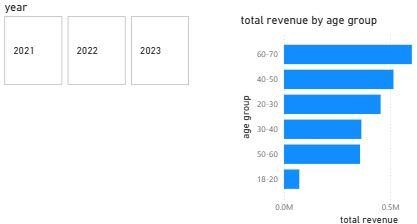 year
2021
2022
2023
total revenue by age group
60-70
40-50
20-30
30-40
50-60
18-20
age group
0.0M
0.5M
total revenue